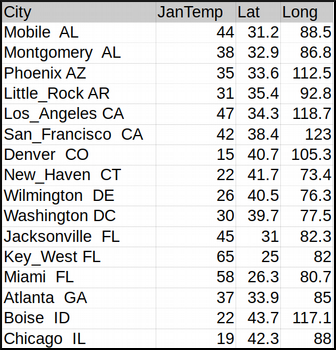 City JanTemp Lat Long
Mobile AL 44 31.2 88.5
Montgomery AL 38 32.9 86.8
Phoenix AZ 35 33.6 112.5
Little_Rock AR 31 35.4 92.8
Los_Angeles CA 47 34.3 118.7
San_Francisco CA 42 38.4 123
Denver CO 15 40.7 105.3
New_Haven CT 22 41.7 73.4
Wilmington DE 26 40.5 76.3
Washington DC 30 39.7 77.5
Jacksonville FL 45 31 82.3
Key_West FL 65 25 82
Miami FL 58 26.3 80.7
Atlanta GA 37 33.9 85
Boise ID 22 43.7 117.1
Chicago IL 19 42.3 88